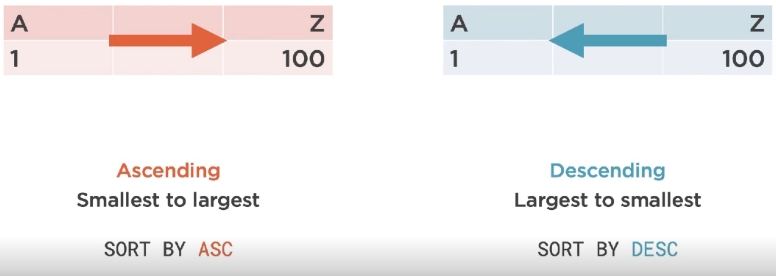 A Z
1 100
Ascending
Smallest to largest
SORT BY ASC
A Z
1 100
Descending
Largest to smallest
SORT BY DESC